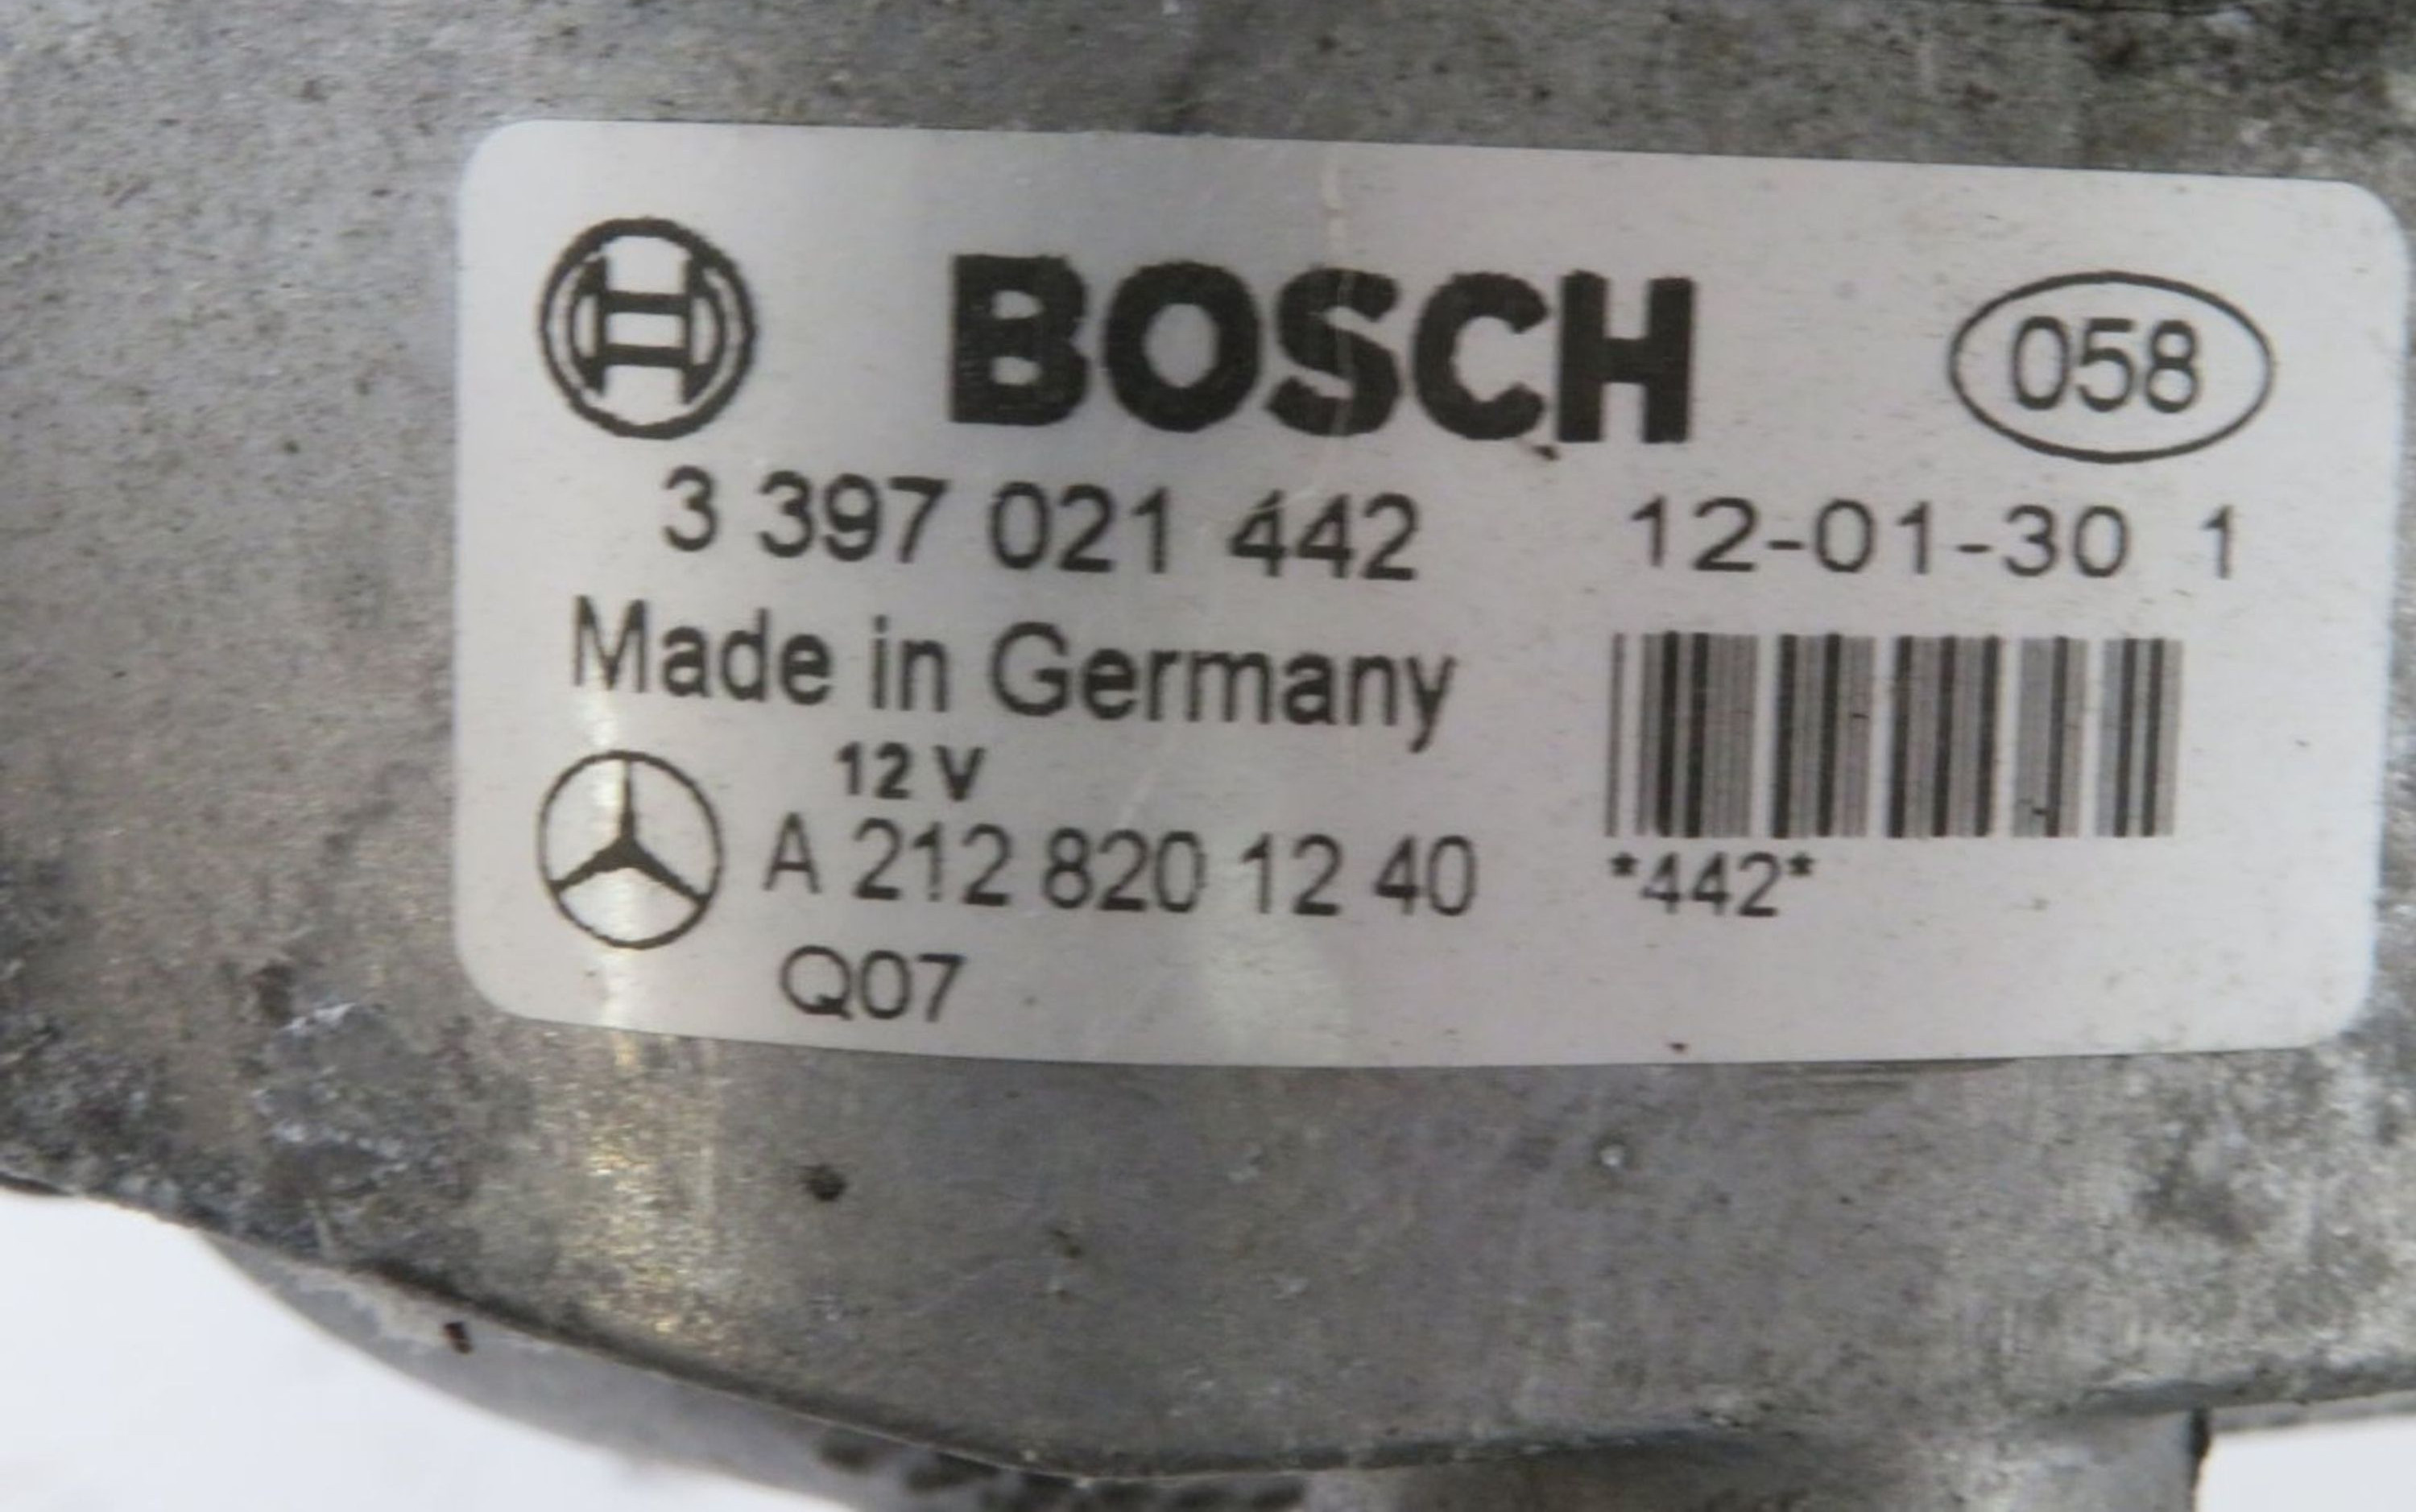 BOSCH 058
3 397 021 442 12-01-30 1
Made in Germany
12 V
A 212 820 12 40 *442*
Q07